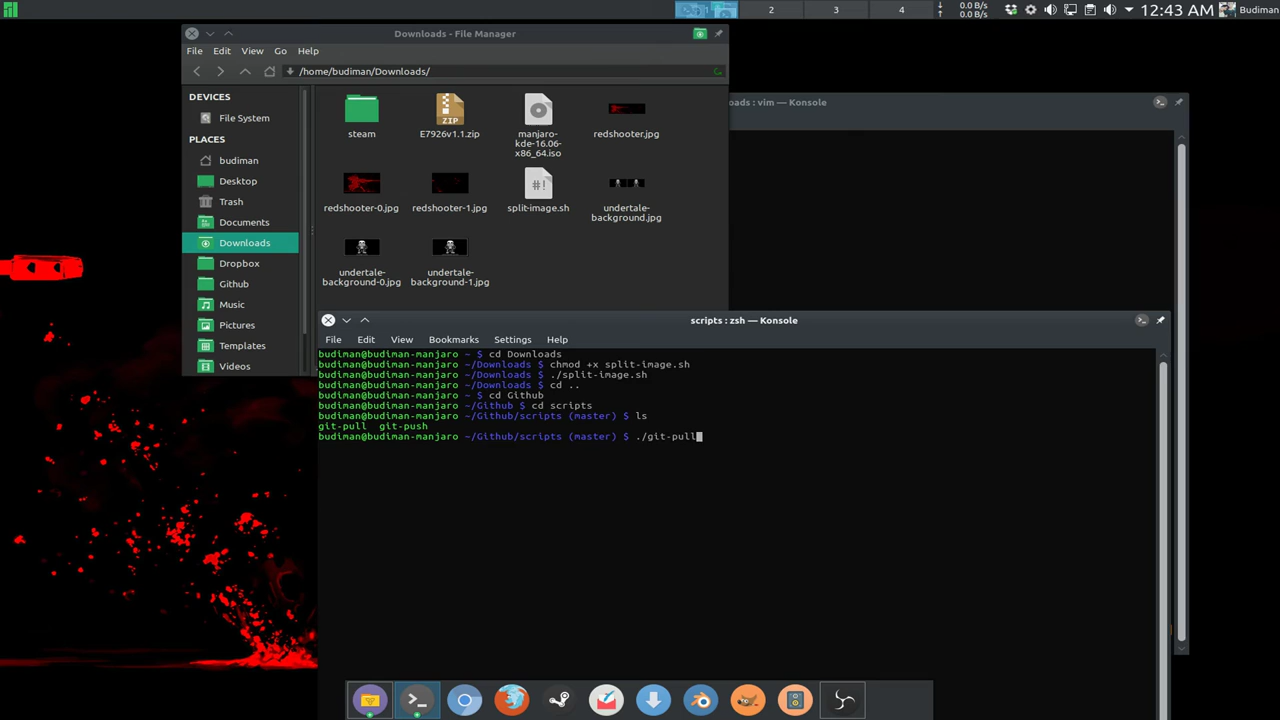 1
2
3
4
0.0 B/s
0.0 B/s
12:43 AM
Budiman
Downloads - File Manager
File Edit View Go Help
/home/budiman/Downloads/
DEVICES
File System
PLACES
budiman
Desktop
Trash
Documents
Downloads
Dropbox
Github
Music
Pictures
Templates
Videos
steam
ZIP
E7926v1.1.zip
manjaro-
kde-16.06-
x86_64.iso
redshooter.jpg
redshooter-0.jpg
redshooter-1.jpg
#!
split-image.sh
undertale-
background.jpg
undertale-
background-0.jpg
undertale-
background-1.jpg
oads : vim — Konsole
scripts : zsh — Konsole
File Edit View Bookmarks Settings Help
budiman@budiman-manjaro ~ $ cd Downloads
budiman@budiman-manjaro ~/Downloads $ chmod +x split-image.sh
budiman@budiman-manjaro ~/Downloads $ ./split-image.sh
budiman@budiman-manjaro ~/Downloads $ cd ..
budiman@budiman-manjaro ~ $ cd Github
budiman@budiman-manjaro ~/Github $ cd scripts
budiman@budiman-manjaro ~/Github/scripts (master) $ ls
git-pull git-push
budiman@budiman-manjaro ~/Github/scripts (master) $ ./git-pull